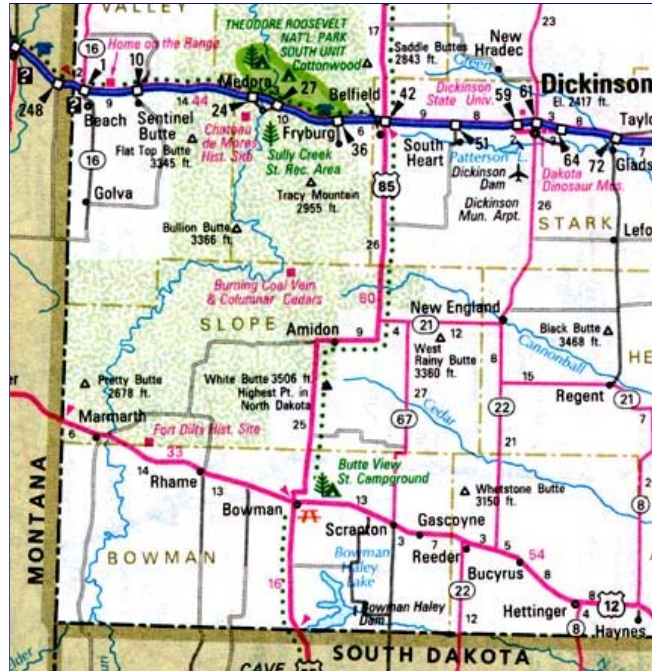 VALLEY
16
Home on the Range
THEODORE ROOSEVELT
NAT'L. PARK
SOUTH UNIT
Cottonwood
17
Saddle Buttes
2843 ft.
New
Hradec
Green
23
248
2
1
9
10
14
44
Medora
24
27
3
10
Belfield
42
6
36
9
8
Dickinson
State Univ.
59
61
Dickinson
El. 2417 ft.
Taylo
Beach
Sentinel
Butte
Flat Top Butte
3345 ft.
Chateau
de Mores
Hist. Site
Fryburg
Sully Creek
St. Rec. Area
South
Heart
51
Patterson L.
2
3
64
8
72
Glads
16
Golva
Tracy Mountain
2955 ft.
85
Dickinson
Dam
Dickinson
Mun. Arpt.
Dakota
Dinosaur Mus.
26
STARK
Bullion Butte
3366 ft.
26
Lefo
Burning Coal Vein
& Columnar Cedars
60
SLOPE
Amidon
9
4
21
12
New England
Black Butte
3468 ft.
HE
West
Rainy Butte
3360 ft.
8
Cannonball
Pretty Butte
2678 ft.
White Butte 3506 ft.
Highest Pt. in
North Dakota
27
15
Regent
21
7
Marmarth
6
Fort Dilts Hist. Site
33
25
67
Cedar
22
21
14
Rhame
13
Butte View
St. Campground
Whetstone Butte
3150 ft.
8
Bowman
13
Scranton
Gascoyne
3
7
Reeder
3
5
54
Bucyrus
8
BOWMAN
16
Bowman
Haley
Lake
Bowman Haley
Dam
22
12
Hettinger
4
8
8
12
Haynes
MONTANA
SOUTH DAKOTA
CAVE